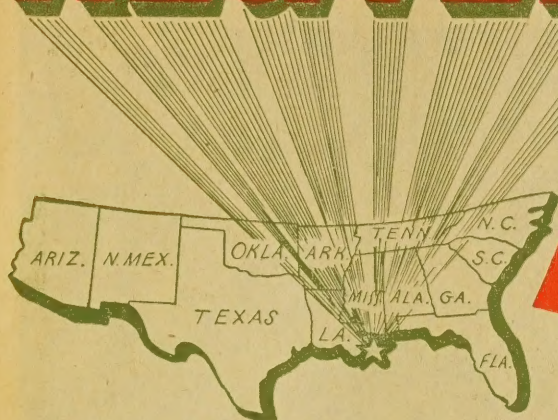 TENN.
N.C.
ARIZ.
N.MEX.
OKLA.
ARK.
S.C.
TEXAS
MISS.
ALA.
GA.
LA.
FLA.